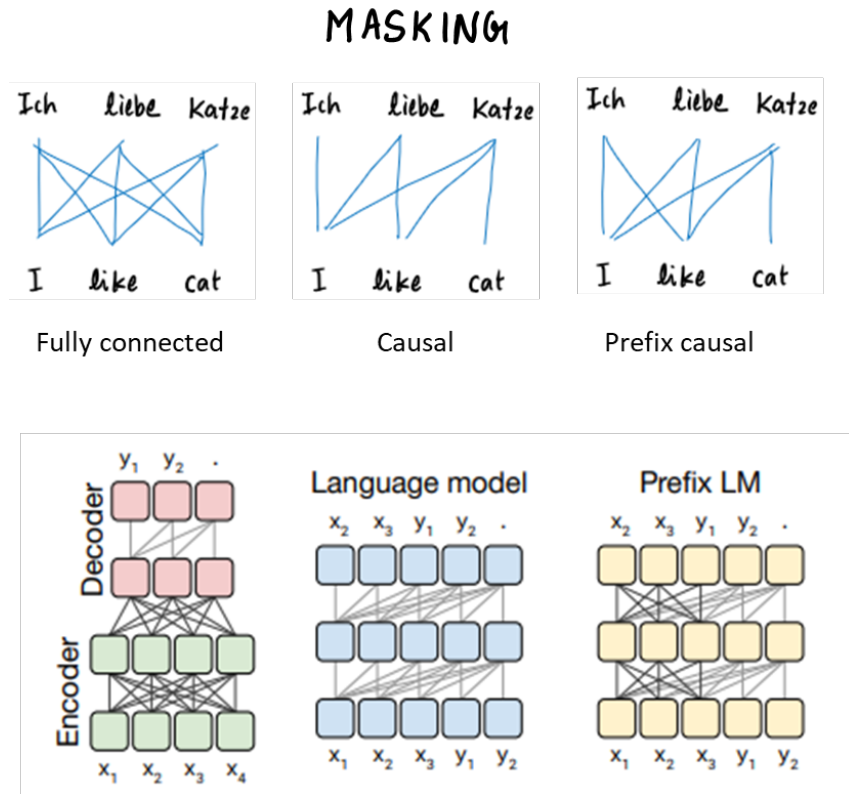 MASKING
Ich liebe Katze
I like cat
Fully connected
Ich liebe Katze
I like cat
Causal
Ich liebe Katze
I like cat
Prefix causal
y₁ y₂ .
Decoder
Encoder
x₁ x₂ x₃ x₄
Language model
x₂ x₃ y₁ y₂ .
x₁ x₂ x₃ y₁ y₂
Prefix LM
x₂ x₃ y₁ y₂ .
x₁ x₂ x₃ y₁ y₂